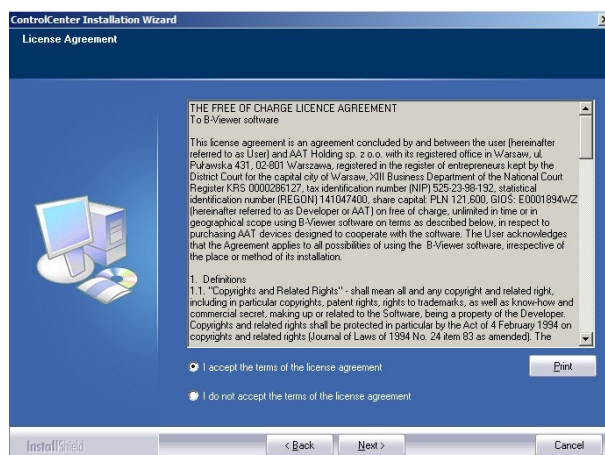 ControlCenter Installation Wizard
License Agreement
THE FREE OF CHARGE LICENCE AGREEMENT
To B-Viewer software
This license agreement is an agreement concluded by and between the user (hereinafter
referred to as User) and AAT Holding sp. z o.o. with its registered office in Warsaw, ul.
Puławska 431, 02-801 Warszawa, registered in the register of entrepreneurs kept by the
District Court for the capital city of Warsaw, XIII Business Department of the National Court
Register KRS 0000286127, tax identification number (NIP) 525-23-98-192, statistical
identification number (REGON) 141047400, share capital: PLN 121,600, GIOŚ: E0001894WZ
(hereinafter referred to as Developer or AAT) on free of charge, unlimited in time or in
geographical scope using B-Viewer software on terms as described below, in respect to
purchasing AAT devices designed to cooperate with the software. The User acknowledges
that the Agreement applies to all possibilities of using the B-Viewer software, irrespective of
the place or method of its installation.
1. Definitions
1.1. "Copyrights and Related Rights" - shall mean all and any copyright and related right,
including in particular copyrights, patent rights, rights to trademarks, as well as know-how and
commercial secret, making up or related to the Software, being a property of the Developer.
Copyrights and related rights shall be protected in particular by the Act of 4 February 1994 on
copyrights and related rights (Journal of Laws of 1994 No. 24 item 83 as amended). The
I accept the terms of the license agreement
Print
I do not accept the terms of the license agreement
InstallShield
< Back
Next >
Cancel